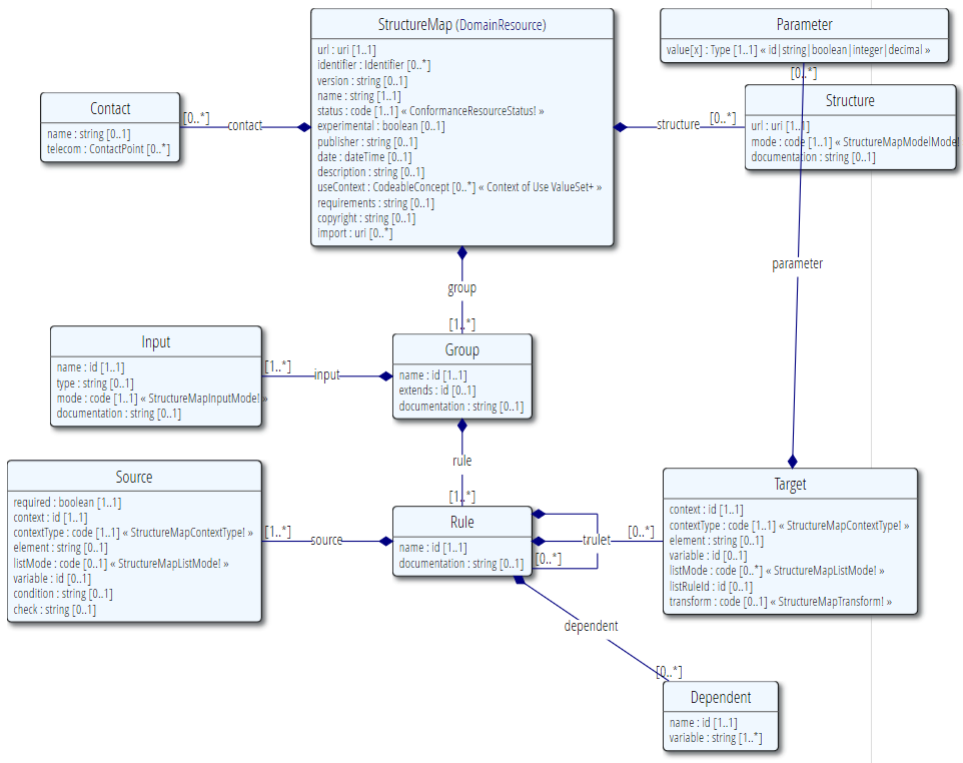 StructureMap (DomainResource)
url : uri [1..1]
identifier : Identifier [0..*]
version : string [0..1]
name : string [1..1]
status : code [1..1] « ConformanceResourceStatus! »
experimental : boolean [0..1]
publisher : string [0..1]
date : dateTime [0..1]
description : string [0..1]
useContext : CodeableConcept [0..*] « Context of Use ValueSet+ »
requirements : string [0..1]
copyright : string [0..1]
import : uri [0..*]
Parameter
value[x] : Type [1..1] « id|string|boolean|integer|decimal »
[0..*]
Contact
name : string [0..1]
telecom : ContactPoint [0..*]
[0..*]
contact
structure
[0..*]
Structure
url : uri [1..1]
mode : code [1..1] « StructureMapModelMode!
documentation : string [0..1]
parameter
group
[1..*]
Input
name : id [1..1]
type : string [0..1]
mode : code [1..1] « StructureMapInputMode! »
documentation : string [0..1]
[1..*]
input
Group
name : id [1..1]
extends : id [0..1]
documentation : string [0..1]
rule
[1..*]
Source
required : boolean [1..1]
context : id [1..1]
contextType : code [1..1] « StructureMapContextType! »
element : string [0..1]
listMode : code [0..1] « StructureMapListMode! »
variable : id [0..1]
condition : string [0..1]
check : string [0..1]
[1..*]
source
Rule
name : id [1..1]
documentation : string [0..1]
[0..*]
[0..*]
Target
context : id [1..1]
contextType : code [1..1] « StructureMapContextType! »
element : string [0..1]
variable : id [0..1]
listMode : code [0..*] « StructureMapListMode! »
listRuleId : id [0..1]
transform : code [0..1] « StructureMapTransform! »
dependent
[0..*]
Dependent
name : id [1..1]
variable : string [1..*]